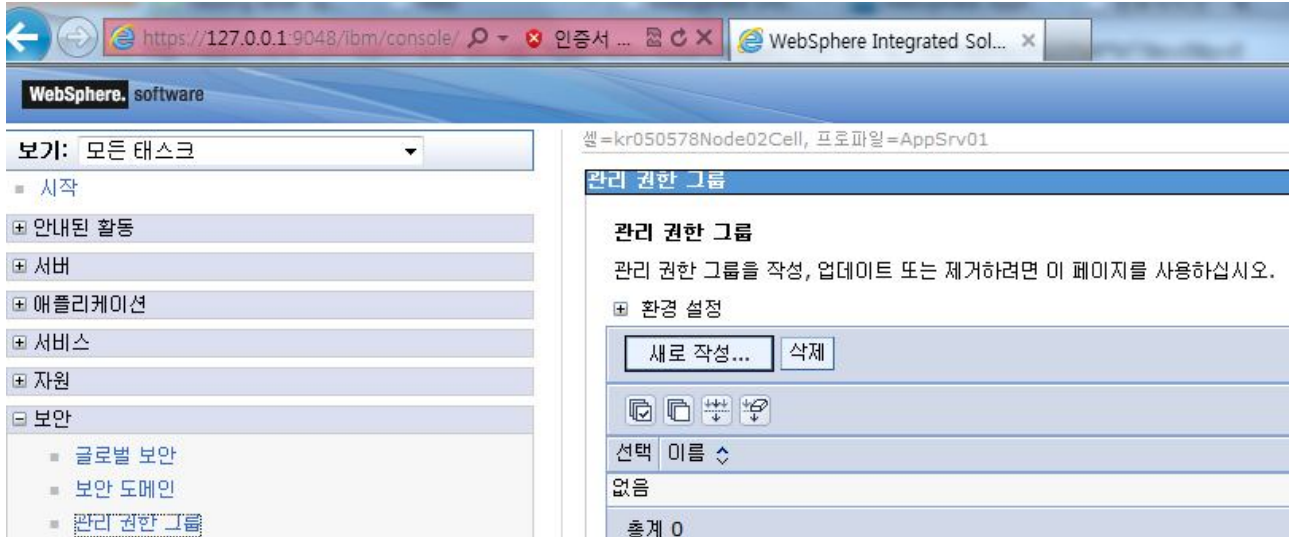 https://127.0.0.1:9048/ibm/console/ 인증서 ... WebSphere Integrated Sol...
WebSphere. software
보기: 모든 태스크
시작
안내된 활동
서버
애플리케이션
서비스
자원
보안
글로벌 보안
보안 도메인
관리 권한 그룹
셀=kr050578Node02Cell, 프로파일=AppSrv01
관리 권한 그룹
관리 권한 그룹
관리 권한 그룹을 작성, 업데이트 또는 제거하려면 이 페이지를 사용하십시오.
환경 설정
새로 작성... 삭제
선택 이름
없음
총계 0